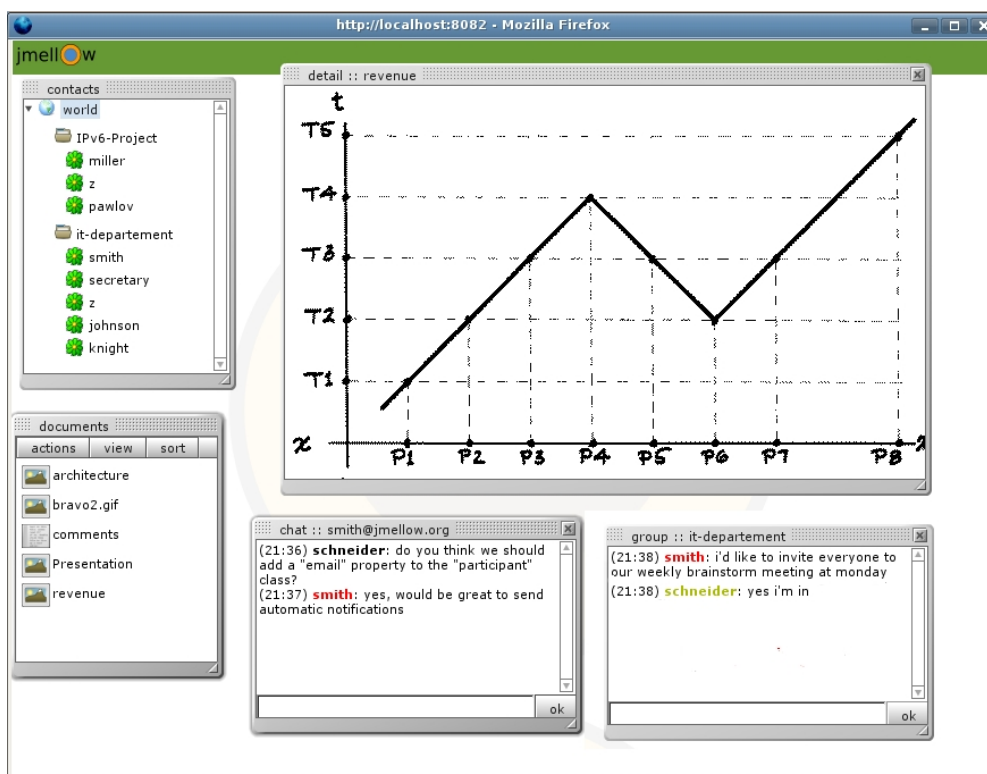 http://localhost:8082 - Mozilla Firefox
jmellow
contacts
world
IPv6-Project
miller
z
pawlov
it-departement
smith
secretary
z
johnson
knight
detail :: revenue
t
T5
T4
T3
T2
T1
x
P1 P2 P3 P4 P5 P6 P7 P8
documents
actions view sort
architecture
bravo2.gif
comments
Presentation
revenue
chat :: smith@jmellow.org
(21:36) schneider: do you think we should
add a "email" property to the "participant"
class?
(21:37) smith: yes, would be great to send
automatic notifications
ok
group :: it-departement
(21:38) smith: i'd like to invite everyone to
our weekly brainstorm meeting at monday
(21:38) schneider: yes i'm in
ok